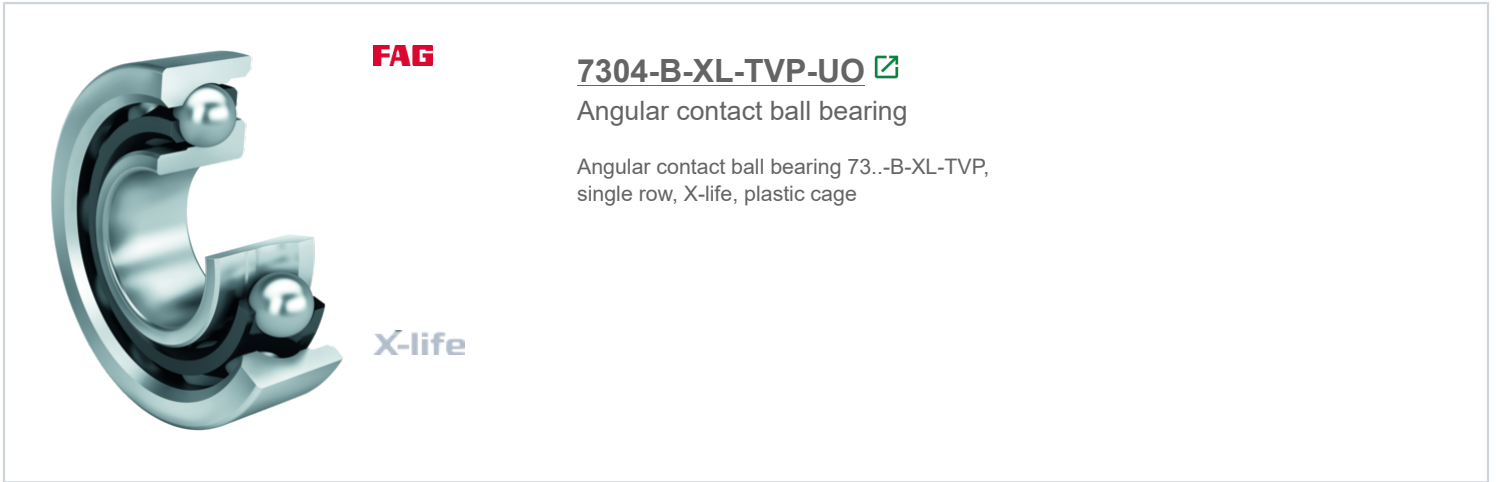 FAG
7304-B-XL-TVP-UO
Angular contact ball bearing
Angular contact ball bearing 73..-B-XL-TVP,
single row, X-life, plastic cage
X-life